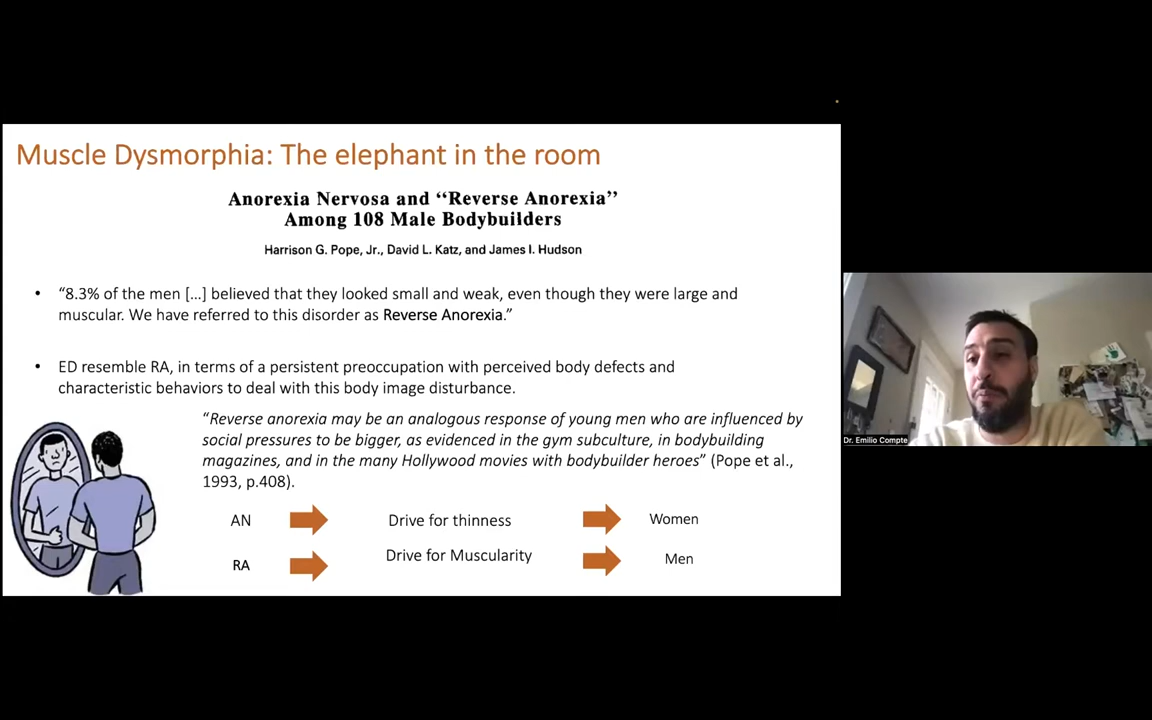 Muscle Dysmorphia: The elephant in the room
Anorexia Nervosa and “Reverse Anorexia”
Among 108 Male Bodybuilders
Harrison G. Pope, Jr., David L. Katz, and James I. Hudson
• “8.3% of the men [...] believed that they looked small and weak, even though they were large and
muscular. We have referred to this disorder as Reverse Anorexia.”
• ED resemble RA, in terms of a persistent preoccupation with perceived body defects and
characteristic behaviors to deal with this body image disturbance.
“Reverse anorexia may be an analogous response of young men who are influenced by
social pressures to be bigger, as evidenced in the gym subculture, in bodybuilding
magazines, and in the many Hollywood movies with bodybuilder heroes” (Pope et al.,
1993, p.408).
AN Drive for thinness Women
RA Drive for Muscularity Men
Dr. Emilio Compte